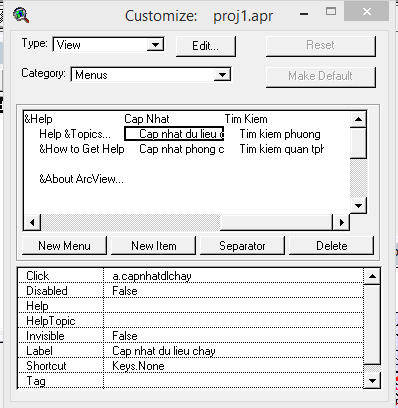 Customize: proj1.apr
Type: View Edit... Reset
Category: Menus Make Default
&Help Cap Nhat Tim Kiem
Help &Topics... Cap nhat du lieu Tim kiem phuong
&How to Get Help Cap nhat phong c Tim kiem quan tph
&About ArcView...
New Menu New Item Separator Delete
Click a.capnhatdlchay
Disabled False
Help
HelpTopic
Invisible False
Label Cap nhat du lieu chay
Shortcut Keys.None
Tag